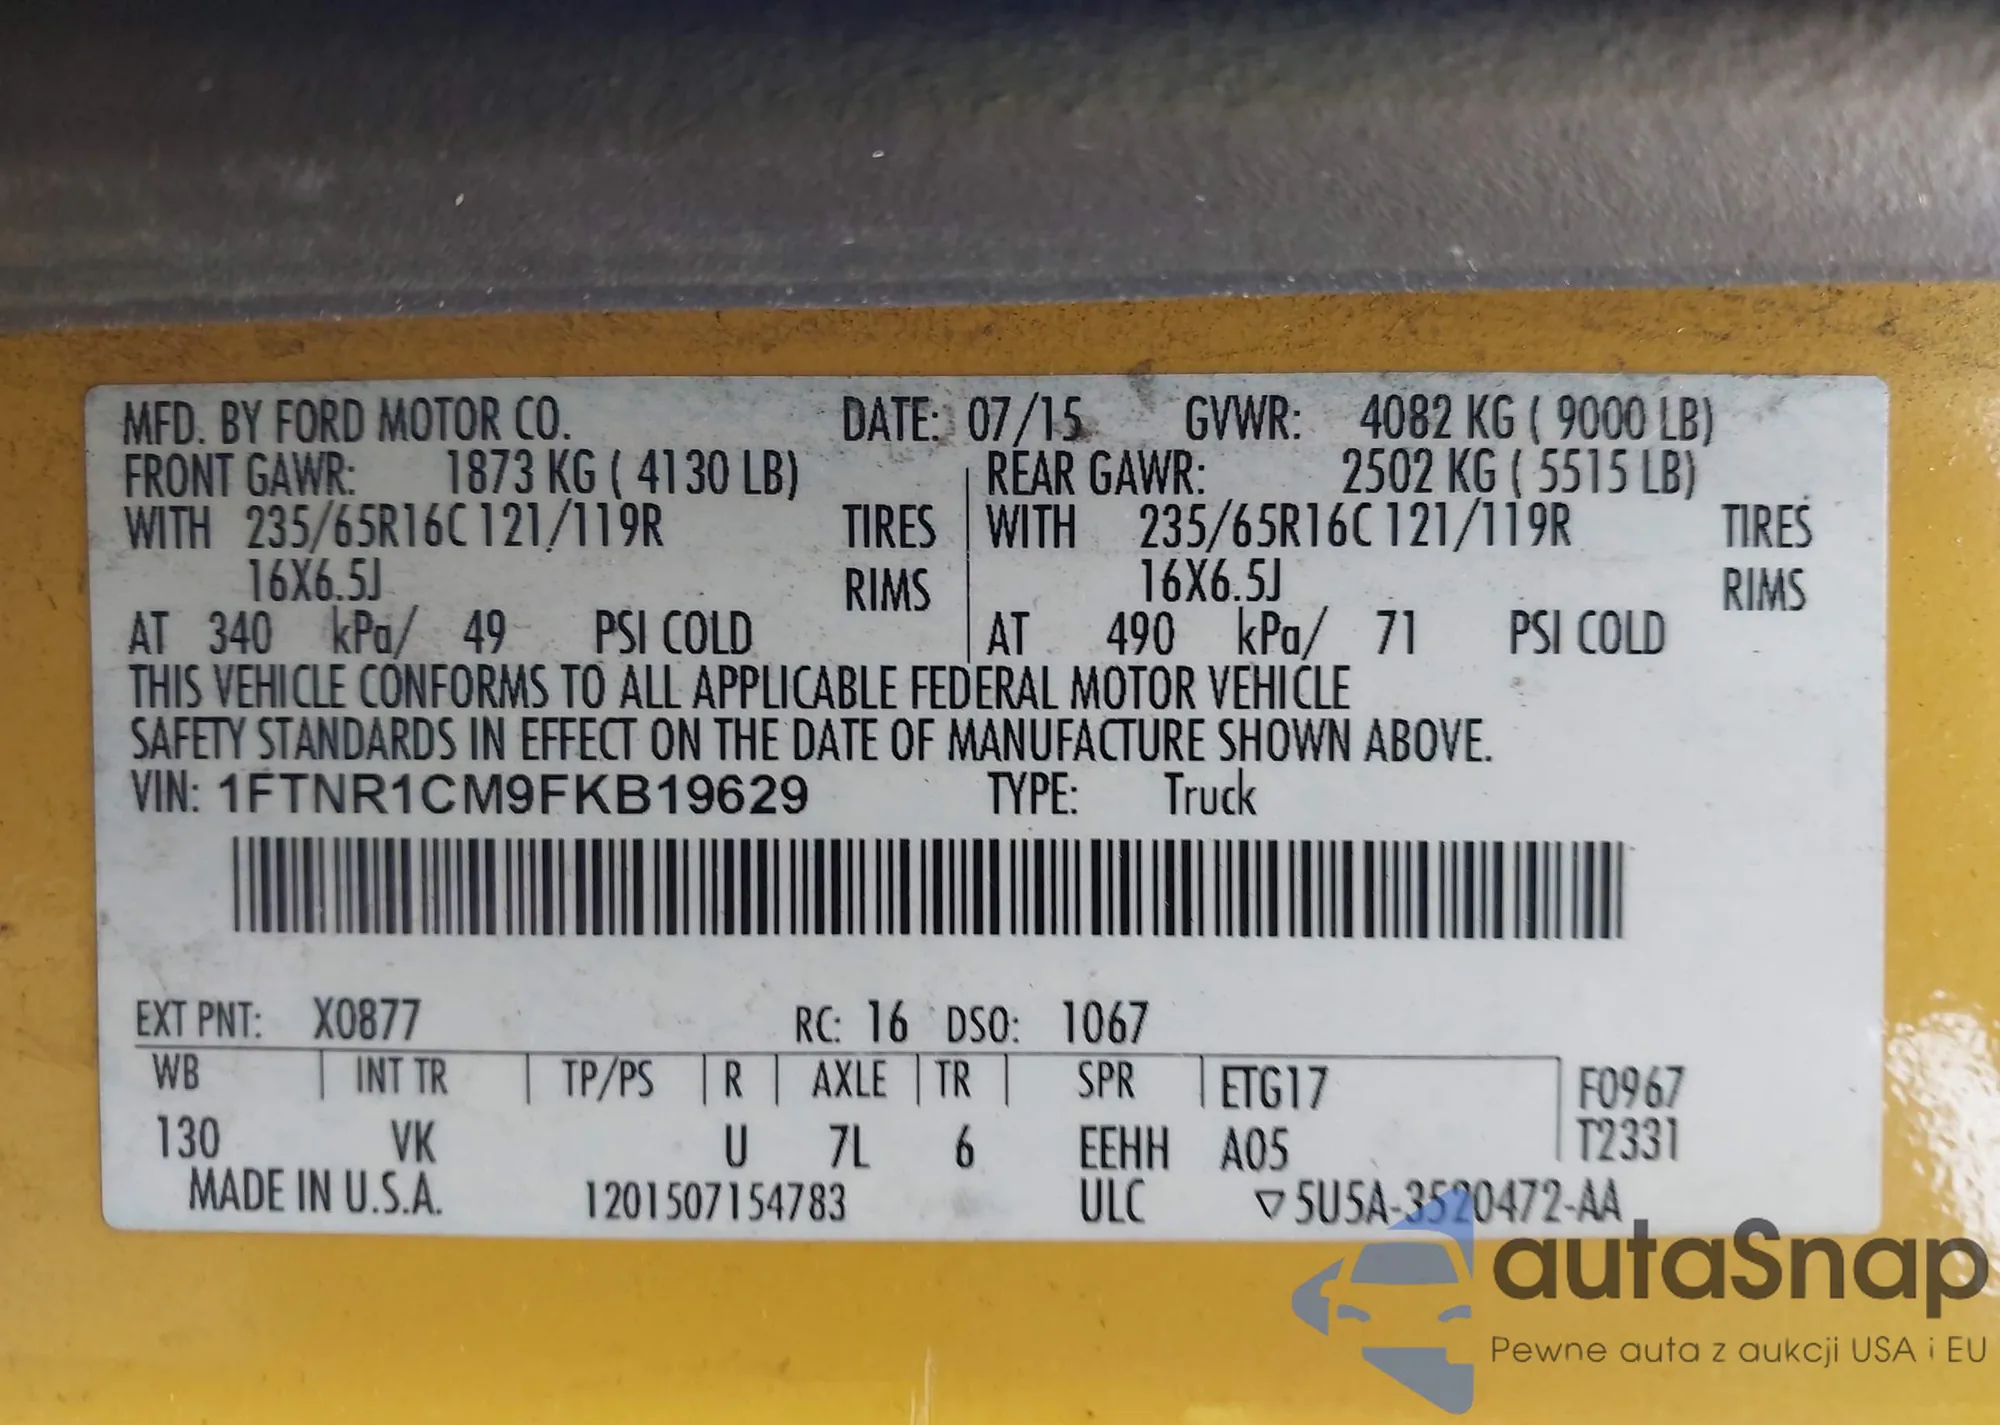 MFD. BY FORD MOTOR CO. DATE: 07/15 GVWR: 4082 KG ( 9000 LB)
FRONT GAWR: 1873 KG ( 4130 LB) REAR GAWR: 2502 KG ( 5515 LB)
WITH 235/65R16C 121/119R TIRES WITH 235/65R16C 121/119R TIRES
16X6.5J RIMS 16X6.5J RIMS
AT 340 kPa/ 49 PSI COLD AT 490 kPa/ 71 PSI COLD
THIS VEHICLE CONFORMS TO ALL APPLICABLE FEDERAL MOTOR VEHICLE
SAFETY STANDARDS IN EFFECT ON THE DATE OF MANUFACTURE SHOWN ABOVE.
VIN: 1FTNR1CM9FKB19629 TYPE: Truck
EXT PNT: X0877 RC: 16 DSO: 1067
WB INT TR TP/PS R AXLE TR SPR ETG17 F0967
130 VK U 7L 6 EEHH A05 T2331
MADE IN U.S.A. 1201507154783 ULC ▽5U5A-3520472-AA
autaSnap
Pewne auta z aukcji USA i EU